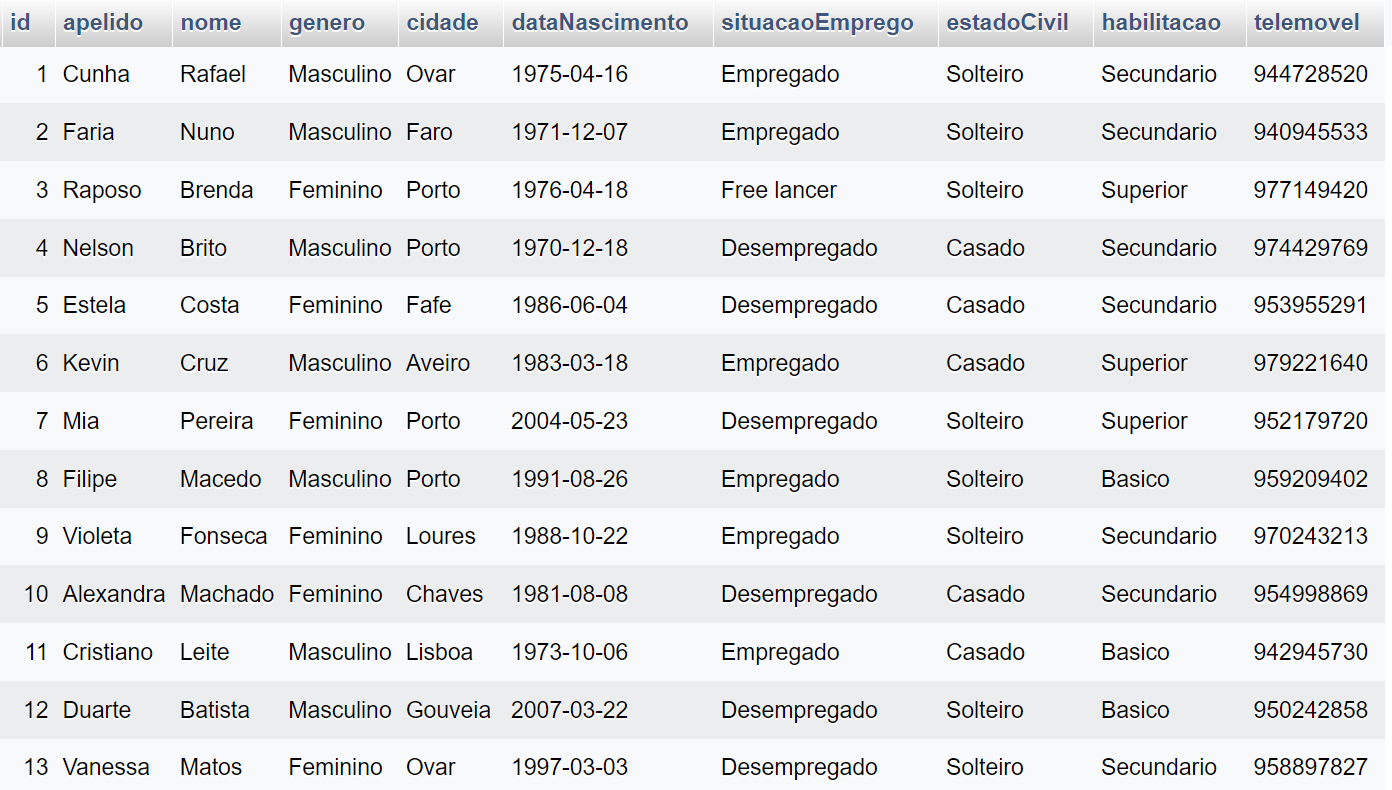 id apelido nome genero cidade dataNascimento situacaoEmprego estadoCivil habilitacao telemovel
1 Cunha Rafael Masculino Ovar 1975-04-16 Empregado Solteiro Secundario 944728520
2 Faria Nuno Masculino Faro 1971-12-07 Empregado Solteiro Secundario 940945533
3 Raposo Brenda Feminino Porto 1976-04-18 Free lancer Solteiro Superior 977149420
4 Nelson Brito Masculino Porto 1970-12-18 Desempregado Casado Secundario 974429769
5 Estela Costa Feminino Fafe 1986-06-04 Desempregado Casado Secundario 953955291
6 Kevin Cruz Masculino Aveiro 1983-03-18 Empregado Casado Superior 979221640
7 Mia Pereira Feminino Porto 2004-05-23 Desempregado Solteiro Superior 952179720
8 Filipe Macedo Masculino Porto 1991-08-26 Empregado Solteiro Basico 959209402
9 Violeta Fonseca Feminino Loures 1988-10-22 Empregado Solteiro Secundario 970243213
10 Alexandra Machado Feminino Chaves 1981-08-08 Desempregado Casado Secundario 954998869
11 Cristiano Leite Masculino Lisboa 1973-10-06 Empregado Casado Basico 942945730
12 Duarte Batista Masculino Gouveia 2007-03-22 Desempregado Solteiro Basico 950242858
13 Vanessa Matos Feminino Ovar 1997-03-03 Desempregado Solteiro Secundario 958897827